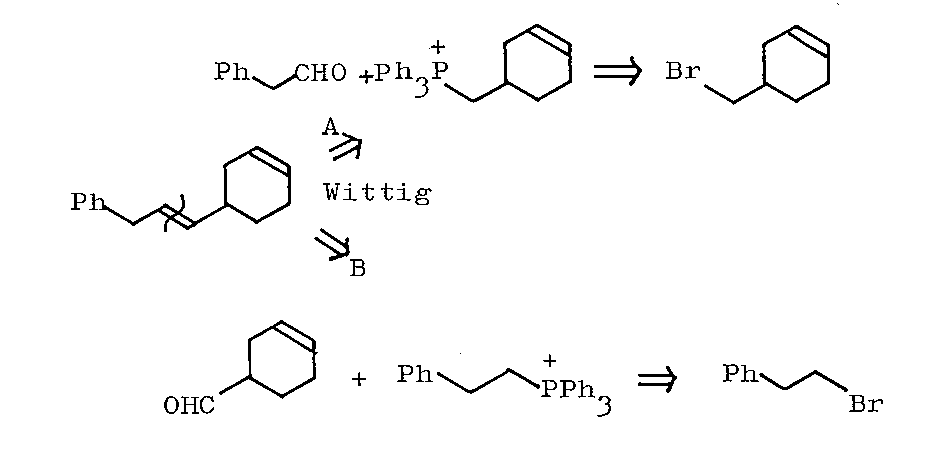 Ph CHO + Ph3P+ Br
A
Wittig
Ph
B
OHC + Ph PPh3+ Ph Br